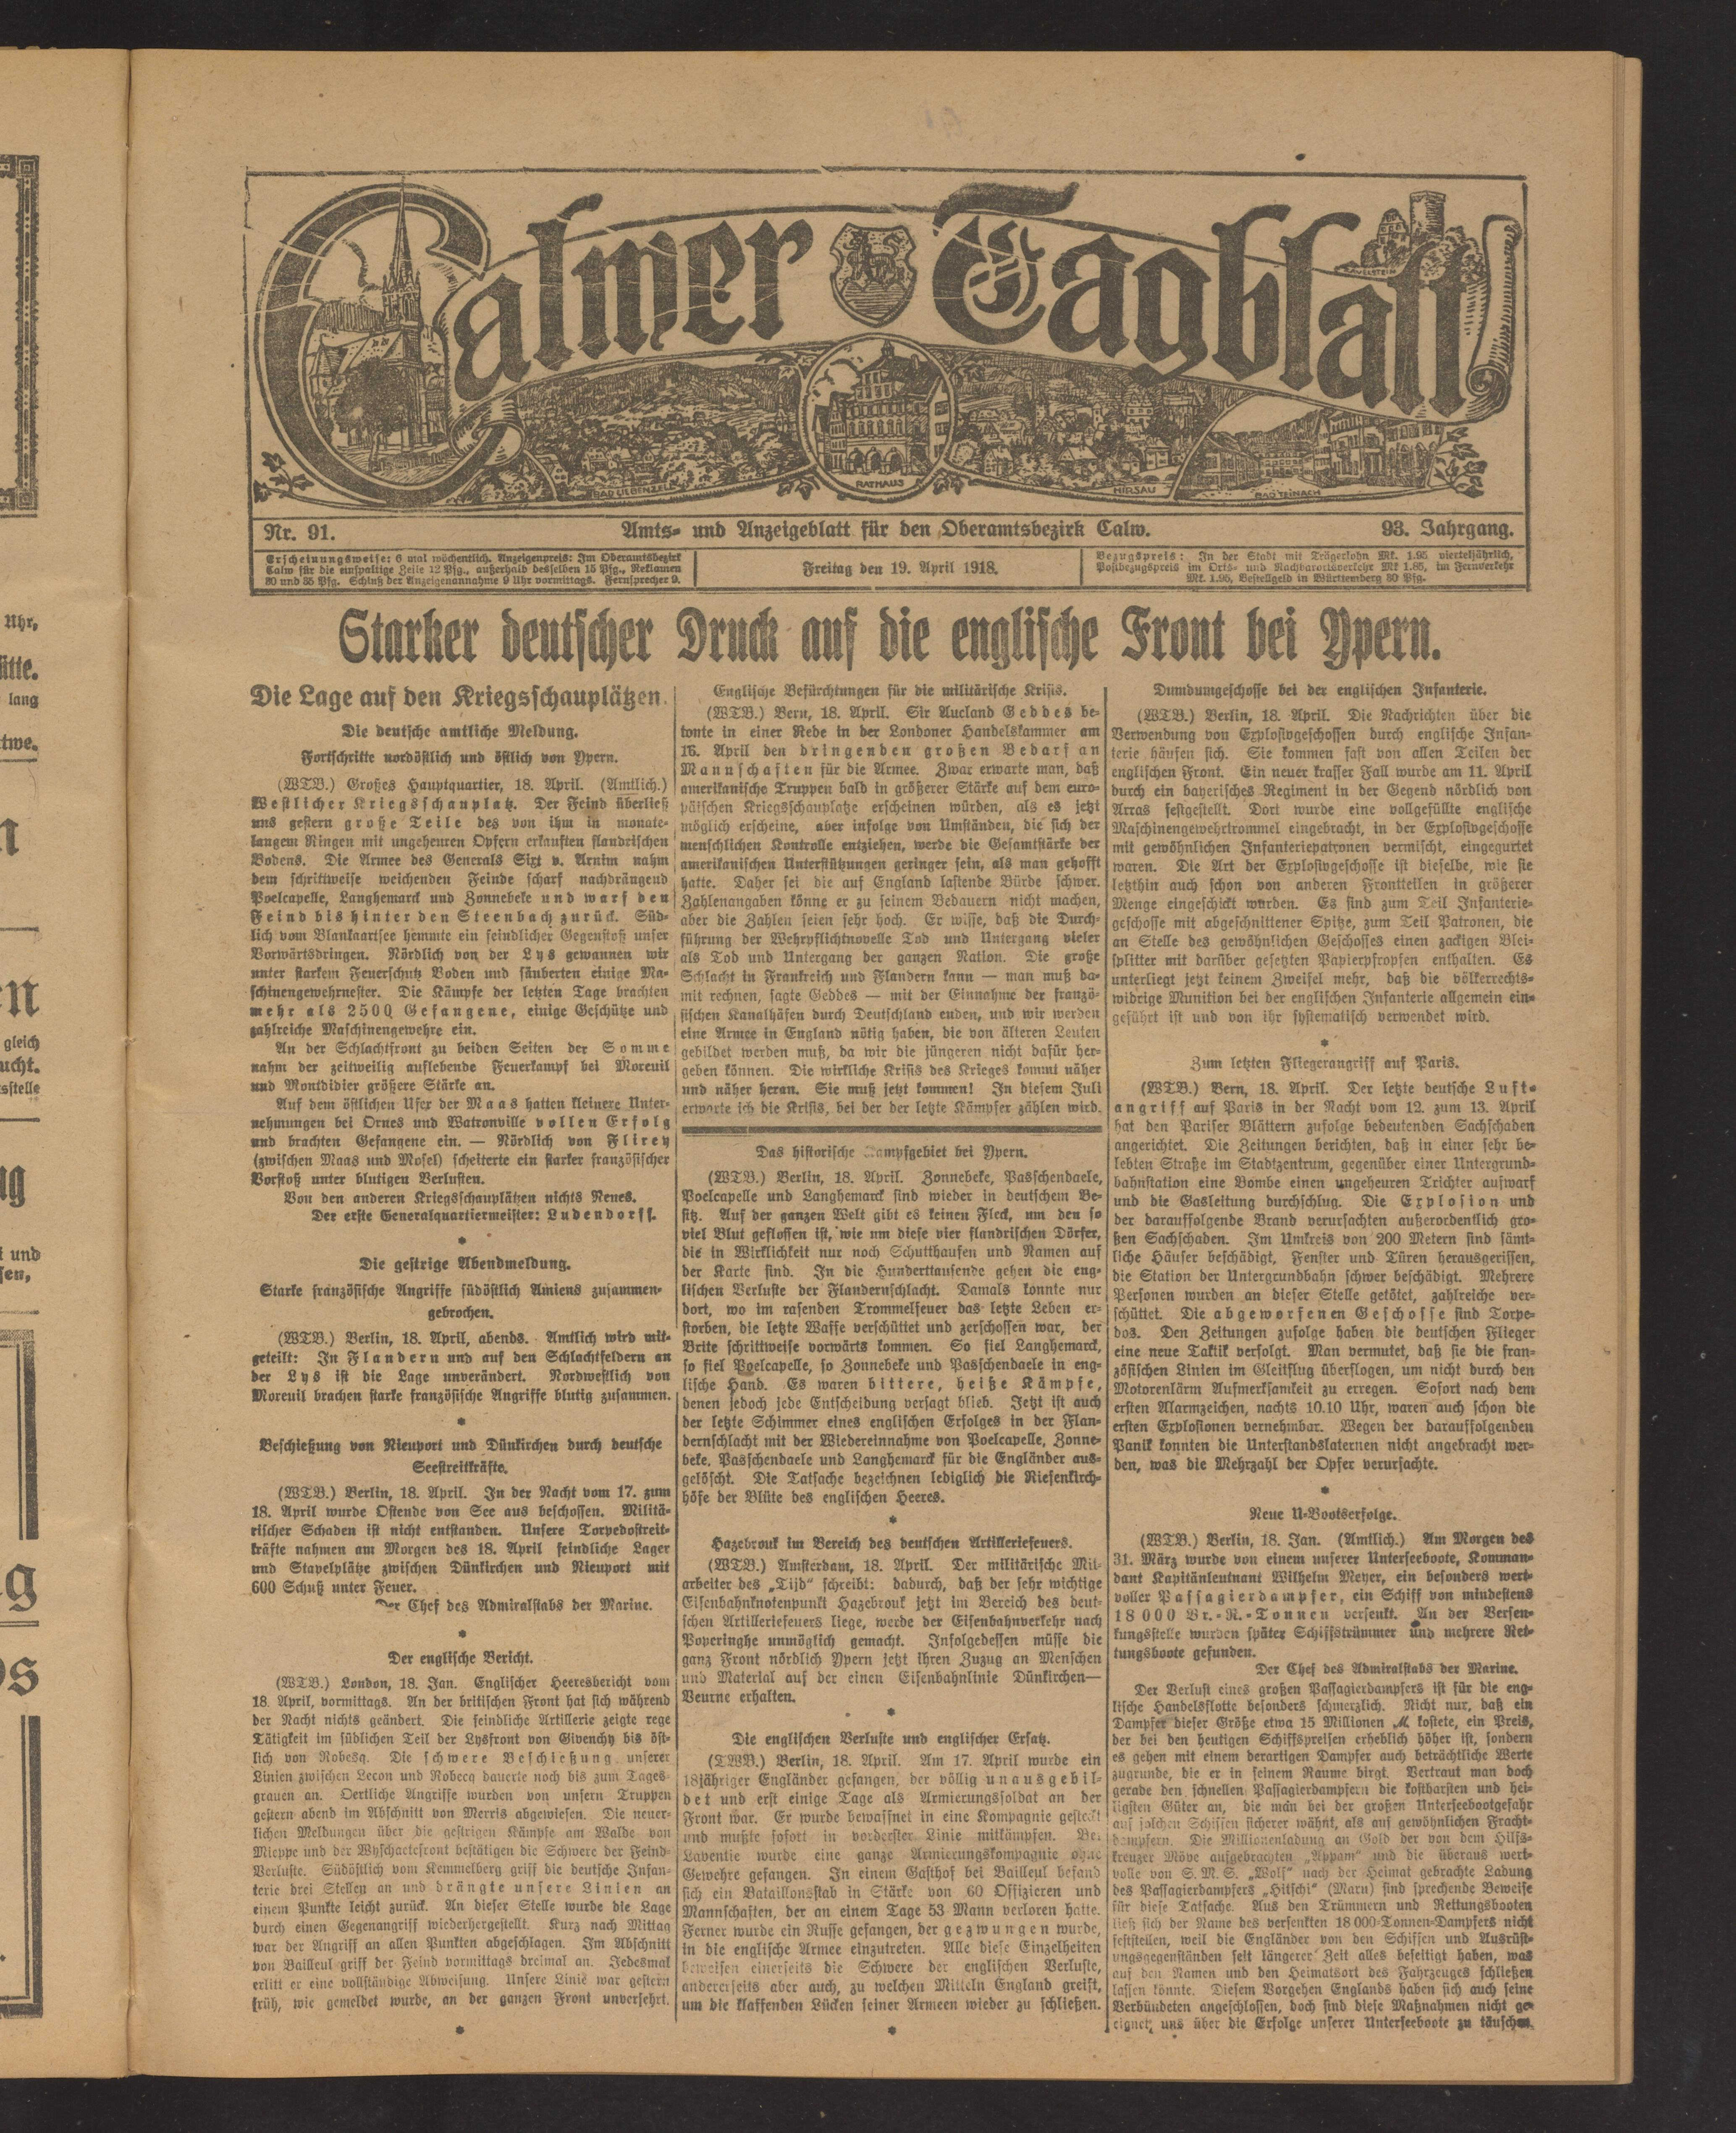 Calwer Tagblatt
RAVELSTEIN
BAD LIEBENZELL
RATHAUS
HIRSAU
BAD TEINACH
Nr. 91.
Amts- und Anzeigeblatt für den Oberamtsbezirk Calw.
93. Jahrgang.
Erscheinungsweise: 6 mal wöchentlich. Anzeigenpreis: Im Oberamtsbezirk
Calw für die einspaltige Zeile 12 Pfg., außerhalb desselben 15 Pfg., Reklamen
30 und 35 Pfg. Schluß der Anzeigenannahme 9 Uhr vormittags. Fernsprecher 9.
Freitag den 19. April 1918.
Bezugspreis: In der Stadt mit Trägerlohn Mk. 1.95 vierteljährlich,
Postbezugspreis im Orts- und Nachbarortsverkehr Mk. 1.85, im Fernverkehr
Mk. 1.95, Bestellgeld in Württemberg 30 Pfg.
Starker deutscher Druck auf die englische Front bei Ypern.
Die Lage auf den Kriegsschauplätzen.
Die deutsche amtliche Meldung.
Fortschritte nordöstlich und östlich von Ypern.
(WTB.) Großes Hauptquartier, 18. April. (Amtlich.)
Westlicher Kriegsschauplatz. Der Feind überließ
uns gestern große Teile des von ihm in monate-
langem Ringen mit ungeheuren Opfern erkauften flandrischen
Bodens. Die Armee des Generals Sixt v. Arnim nahm
dem schrittweise weichenden Feinde scharf nachdrängend
Poelcapelle, Langhemarck und Zonnebeke und warf den
Feind bis hinter den Steenbach zurück. Süd-
lich vom Blankaartsee hemmte ein feindlicher Gegenstoß unser
Vorwärtsdringen. Nördlich von der Lys gewannen wir
unter starkem Feuerschutz Boden und säuberten einige Ma-
schinengewehrnester. Die Kämpfe der letzten Tage brachten
mehr als 2500 Gefangene, einige Geschütze und
zahlreiche Maschinengewehre ein.
An der Schlachtfront zu beiden Seiten der Somme
nahm der zeitweilig auflebende Feuerkampf bei Moreuil
und Montdidier größere Stärke an.
Auf dem östlichen Ufer der Maas hatten kleinere Unter-
nehmungen bei Ornes und Watronville vollen Erfolg
und brachten Gefangene ein. — Nördlich von Flirey
(zwischen Maas und Mosel) scheiterte ein starker französischer
Vorstoß unter blutigen Verlusten.
Von den anderen Kriegsschauplätzen nichts Neues.
Der erste Generalquartiermeister: Ludendorff.
*
Die gestrige Abendmeldung.
Starke französische Angriffe südöstlich Amiens zusammen-
gebrochen.
(WTB.) Berlin, 18. April, abends. Amtlich wird mit-
geteilt: In Flandern und auf den Schlachtfeldern an
der Lys ist die Lage unverändert. Nordwestlich von
Moreuil brachen starke französische Angriffe blutig zusammen.
*
Beschießung von Nieuport und Dünkirchen durch deutsche
Seestreitkräfte.
(WTB.) Berlin, 18. April. In der Nacht vom 17. zum
18. April wurde Ostende von See aus beschossen. Militä-
rischer Schaden ist nicht entstanden. Unsere Torpedostreit-
kräfte nahmen am Morgen des 18. April feindliche Lager
und Stapelplätze zwischen Dünkirchen und Nieuport mit
600 Schuß unter Feuer.
Der Chef des Admiralstabs der Marine.
*
Der englische Bericht.
(WTB.) London, 18. Jan. Englischer Heeresbericht vom
18. April, vormittags. An der britischen Front hat sich während
der Nacht nichts geändert. Die feindliche Artillerie zeigte rege
Tätigkeit im südlichen Teil der Lysfront von Givenchy bis öst-
lich von Robesq. Die schwere Beschießung unserer
Linien zwischen Lecon und Robecq dauerte noch bis zum Tages-
grauen an. Oertliche Angriffe wurden von unsern Truppen
gestern abend im Abschnitt von Merris abgewiesen. Die neuer-
lichen Meldungen über die gestrigen Kämpfe am Walde von
Mieppe und der Wyschaetefront bestätigen die Schwere der Feind-
Verluste. Südöstlich vom Kemmelberg griff die deutsche Infan-
terie drei Stellen an und drängte unsere Linien an
einem Punkte leicht zurück. An dieser Stelle wurde die Lage
durch einen Gegenangriff wiederhergestellt. Kurz nach Mittag
war der Angriff an allen Punkten abgeschlagen. Im Abschnitt
von Bailleul griff der Feind vormittags dreimal an. Jedesmal
erlitt er eine vollständige Abweisung. Unsere Linie war gestern
früh, wie gemeldet wurde, an der ganzen Front unversehrt.
*
Englische Befürchtungen für die militärische Krisis.
(WTB.) Bern, 18. April. Sir Aucland Geddes be-
tonte in einer Rede in der Londoner Handelskammer am
16. April den dringenden großen Bedarf an
Mannschaften für die Armee. Zwar erwarte man, daß
amerikanische Truppen bald in größerer Stärke auf dem euro-
päischen Kriegsschauplatze erscheinen würden, als es jetzt
möglich erscheine, aber infolge von Umständen, die sich der
menschlichen Kontrolle entziehen, werde die Gesamtstärke der
amerikanischen Unterstützungen geringer sein, als man gehofft
hatte. Daher sei die auf England lastende Bürde schwer.
Zahlenangaben könne er zu seinem Bedauern nicht machen,
aber die Zahlen seien sehr hoch. Er wisse, daß die Durch-
führung der Wehrpflichtnovelle Tod und Untergang vieler
als Tod und Untergang der ganzen Nation. Die große
Schlacht in Frankreich und Flandern kann — man muß da-
mit rechnen, sagte Geddes — mit der Einnahme der franzö-
sischen Kanalhäfen durch Deutschland enden, und wir werden
eine Armee in England nötig haben, die von älteren Leuten
gebildet werden muß, da wir die jüngeren nicht dafür her-
geben können. Die wirkliche Krisis des Krieges kommt näher
und näher heran. Sie muß jetzt kommen! In diesem Juli
erwarte ich die Krisis, bei der der letzte Kämpfer zählen wird.
Das historische Kampfgebiet bei Ypern.
(WTB.) Berlin, 18. April. Zonnebeke, Passchendaele,
Poelcapelle und Langhemarck sind wieder in deutschem Be-
sitz. Auf der ganzen Welt gibt es keinen Fleck, um den so
viel Blut geflossen ist, wie um diese vier flandrischen Dörfer,
die in Wirklichkeit nur noch Schutthaufen und Namen auf
der Karte sind. In die Hunderttausende gehen die eng-
lischen Verluste der Flandernschlacht. Damals konnte nur
dort, wo im rasenden Trommelfeuer das letzte Leben er-
storben, die letzte Waffe verschüttet und zerschossen war, der
Brite schrittweise vorwärts kommen. So fiel Langhemarck,
so fiel Poelcapelle, so Zonnebeke und Passchendaele in eng-
lische Hand. Es waren bittere, heiße Kämpfe,
denen jedoch jede Entscheidung versagt blieb. Jetzt ist auch
der letzte Schimmer eines englischen Erfolges in der Flan-
dernschlacht mit der Wiedereinnahme von Poelcapelle, Zonne-
beke, Passchendaele und Langhemarck für die Engländer aus-
gelöscht. Die Tatsache bezeichnen lediglich die Riesenkirch-
höfe der Blüte des englischen Heeres.
*
Hazebrouk im Bereich des deutschen Artilleriefeuers.
(WTB.) Amsterdam, 18. April. Der militärische Mit-
arbeiter des „Tijd“ schreibt: dadurch, daß der sehr wichtige
Eisenbahnknotenpunkt Hazebrouk jetzt im Bereich des deut-
schen Artilleriefeuers liege, werde der Eisenbahnverkehr nach
Poperinghe unmöglich gemacht. Infolgedessen müsse die
ganz Front nördlich Ypern jetzt ihren Zuzug an Menschen
und Material auf der einen Eisenbahnlinie Dünkirchen—
Veurne erhalten.
*
Die englischen Verluste und englischer Ersatz.
(TWB.) Berlin, 18. April. Am 17. April wurde ein
18jähriger Engländer gefangen, der völlig unausgebil-
det und erst einige Tage als Armierungssoldat an der
Front war. Er wurde bewaffnet in eine Kompagnie gesteckt
und mußte sofort in vorderster Linie mitkämpfen. Bei
Laventie wurde eine ganze Armierungskompagnie ohne
Gewehre gefangen. In einem Gasthof bei Bailleul befand
sich ein Bataillonsstab in Stärke von 60 Offizieren und
Mannschaften, der an einem Tage 53 Mann verloren hatte.
Ferner wurde ein Russe gefangen, der gezwungen wurde,
in die englische Armee einzutreten. Alle diese Einzelheiten
beweisen einerseits die Schwere der englischen Verluste,
andererseits aber auch, zu welchen Mitteln England greift,
um die klaffenden Lücken seiner Armeen wieder zu schließen.
*
Dumdumgeschosse bei der englischen Infanterie.
(WTB.) Berlin, 18. April. Die Nachrichten über die
Verwendung von Explosivgeschossen durch englische Infan-
terie häufen sich. Sie kommen fast von allen Teilen der
englischen Front. Ein neuer krasser Fall wurde am 11. April
durch ein bayerisches Regiment in der Gegend nördlich von
Arras festgestellt. Dort wurde eine vollgefüllte englische
Maschinengewehrtrommel eingebracht, in der Explosivgeschosse
mit gewöhnlichen Infanteriepatronen vermischt, eingegurtet
waren. Die Art der Explosivgeschosse ist dieselbe, wie sie
letzthin auch schon von anderen Frontteilen in größerer
Menge eingeschickt wurden. Es sind zum Teil Infanterie-
geschosse mit abgeschnittener Spitze, zum Teil Patronen, die
an Stelle des gewöhnlichen Geschosses einen zackigen Blei-
splitter mit darüber gesetzten Papierpfropfen enthalten. Es
unterliegt jetzt keinem Zweifel mehr, daß die völkerrechts-
widrige Munition bei der englischen Infanterie allgemein ein-
geführt ist und von ihr systematisch verwendet wird.
*
Zum letzten Fliegerangriff auf Paris.
(WTB.) Bern, 18. April. Der letzte deutsche Luft-
angriff auf Paris in der Nacht vom 12. zum 13. April
hat den Pariser Blättern zufolge bedeutenden Sachschaden
angerichtet. Die Zeitungen berichten, daß in einer sehr be-
lebten Straße im Stadtzentrum, gegenüber einer Untergrund-
bahnstation eine Bombe einen ungeheuren Trichter aufwarf
und die Gasleitung durchschlug. Die Explosion und
der darauffolgende Brand verursachten außerordentlich gro-
ßen Sachschaden. Im Umkreis von 200 Metern sind sämt-
liche Häuser beschädigt, Fenster und Türen herausgerissen,
die Station der Untergrundbahn schwer beschädigt. Mehrere
Personen wurden an dieser Stelle getötet, zahlreiche ver-
schüttet. Die abgeworfenen Geschosse sind Torpe-
dos. Den Zeitungen zufolge haben die deutschen Flieger
eine neue Taktik verfolgt. Man vermutet, daß sie die fran-
zösischen Linien im Gleitflug überflogen, um nicht durch den
Motorenlärm Aufmerksamkeit zu erregen. Sofort nach dem
ersten Alarmzeichen, nachts 10.10 Uhr, waren auch schon die
ersten Explosionen vernehmbar. Wegen der darauffolgenden
Panik konnten die Unterstandslaternen nicht angebracht wer-
den, was die Mehrzahl der Opfer verursachte.
*
Neue U-Bootserfolge.
(WTB.) Berlin, 18. Jan. (Amtlich.) Am Morgen des
31. März wurde von einem unserer Unterseeboote, Komman-
dant Kapitänleutnant Wilhelm Meyer, ein besonders wert-
voller Passagierdampfer, ein Schiff von mindestens
18 000 Br.-R.-Tonnen versenkt. An der Versen-
kungsstelle wurden später Schiffstrümmer und mehrere Ret-
tungsboote gefunden.
Der Chef des Admiralstabs der Marine.
Der Verlust eines großen Passagierdampfers ist für die eng-
lische Handelsflotte besonders schmerzlich. Nicht nur, daß ein
Dampfer dieser Größe etwa 15 Millionen ℳ kostete, ein Preis,
der bei den heutigen Schiffspreisen erheblich höher ist, sondern
es gehen mit einem derartigen Dampfer auch beträchtliche Werte
zugrunde, die er in seinem Raume birgt. Vertraut man doch
gerade den schnellen Passagierdampfern die kostbarsten und hei-
ligsten Güter an, die man bei der großen Unterseebootgefahr
auf solchen Schiffen sicherer wähnt, als auf gewöhnlichen Fracht-
dampfern. Die Millionenladung an Gold der von dem Hilfs-
kreuzer Möve aufgebrachten „Appam“ und die überaus wert-
volle von S. M. S. „Wolf“ nach der Heimat gebrachte Ladung
des Passagierdampfers „Hitschi“ (Maru) sind sprechende Beweise
für diese Tatsache. Aus den Trümmern und Rettungsbooten
ließ sich der Name des versenkten 18 000-Tonnen-Dampfers nicht
feststellen, weil die Engländer von den Schiffen und Ausrüst-
ungsgegenständen seit längerer Zeit alles beseitigt haben, was
auf den Namen und den Heimatsort des Fahrzeuges schließen
lassen könnte. Diesem Vorgehen Englands haben sich auch seine
Verbündeten angeschlossen, doch sind diese Maßnahmen nicht ge-
eignet, uns über die Erfolge unserer Unterseeboote zu täuschen.